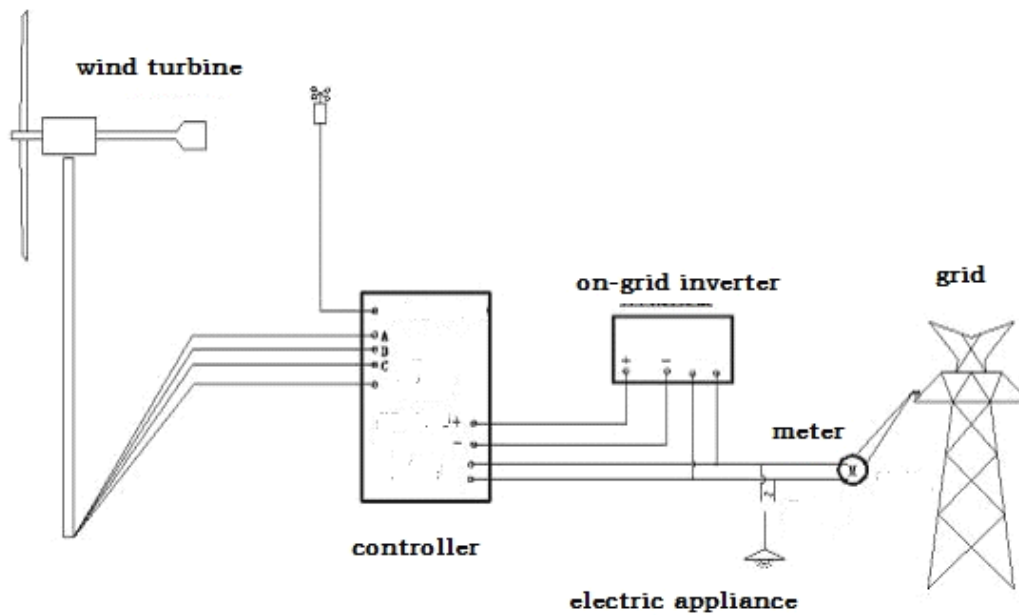 wind turbine
on-grid inverter
grid
+ -
A
B
C
+
-
meter
M
controller
electric appliance